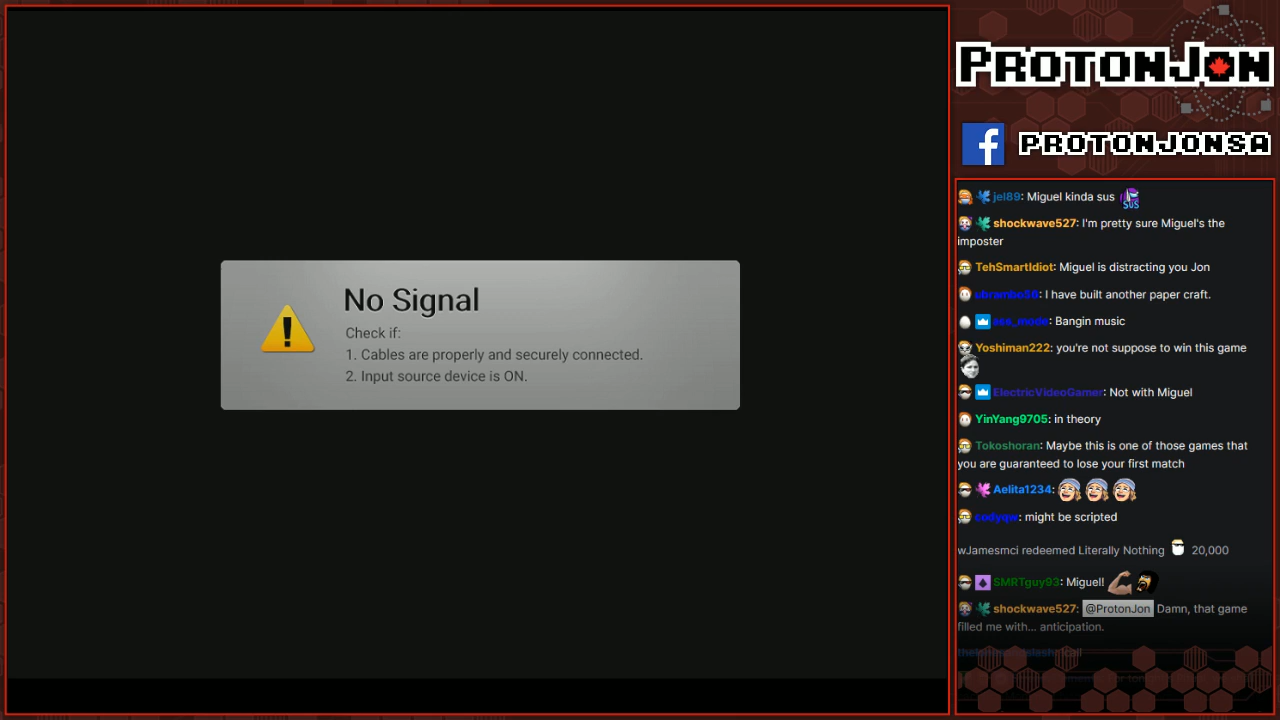 PROTONJON
PROTONJONSA
No Signal
Check if:
1. Cables are properly and securely connected.
2. Input source device is ON.
jel89: Miguel kinda sus
SUS
shockwave527: I'm pretty sure Miguel's the
imposter
TehSmartIdiot: Miguel is distracting you Jon
ubrambo56: I have built another paper craft.
ass_mode: Bangin music
Yoshiman222: you're not suppose to win this game
ElectricVideoGamer: Not with Miguel
YinYang9705: in theory
Tokoshoran: Maybe this is one of those games that
you are guaranteed to lose your first match
Aelita1234:
codyqw: might be scripted
wJamesmci redeemed Literally Nothing 20,000
SMRTguy93: Miguel!
shockwave527: @ProtonJon Damn, that game
filled me with... anticipation.